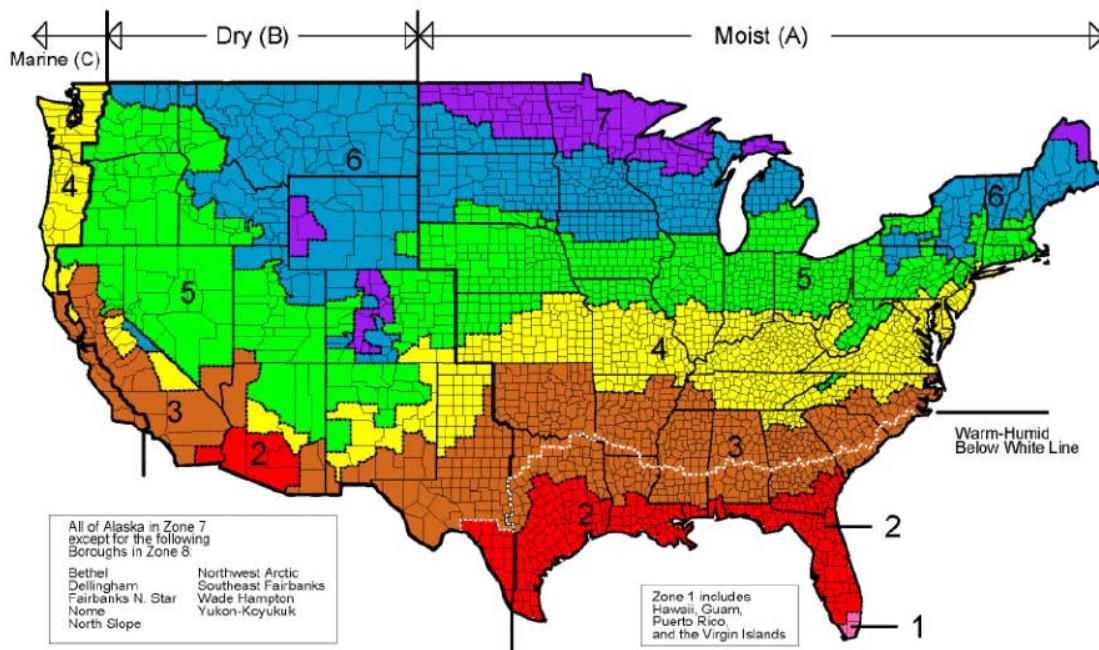 Marine (C)
Dry (B)
Moist (A)
7
6
6
4
5
5
4
3
3
Warm-Humid
Below White Line
2
2
2
1
All of Alaska in Zone 7
except for the following
Boroughs in Zone 8:
Bethel
Dellingham
Fairbanks N. Star
Nome
North Slope
Northwest Arctic
Southeast Fairbanks
Wade Hampton
Yukon-Koyukuk
Zone 1 includes
Hawaii, Guam,
Puerto Rico,
and the Virgin Islands